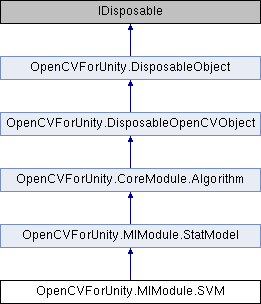 IDisposable
OpenCVForUnity.DisposableObject
OpenCVForUnity.DisposableOpenCVObject
OpenCVForUnity.CoreModule.Algorithm
OpenCVForUnity.MlModule.StatModel
OpenCVForUnity.MlModule.SVM